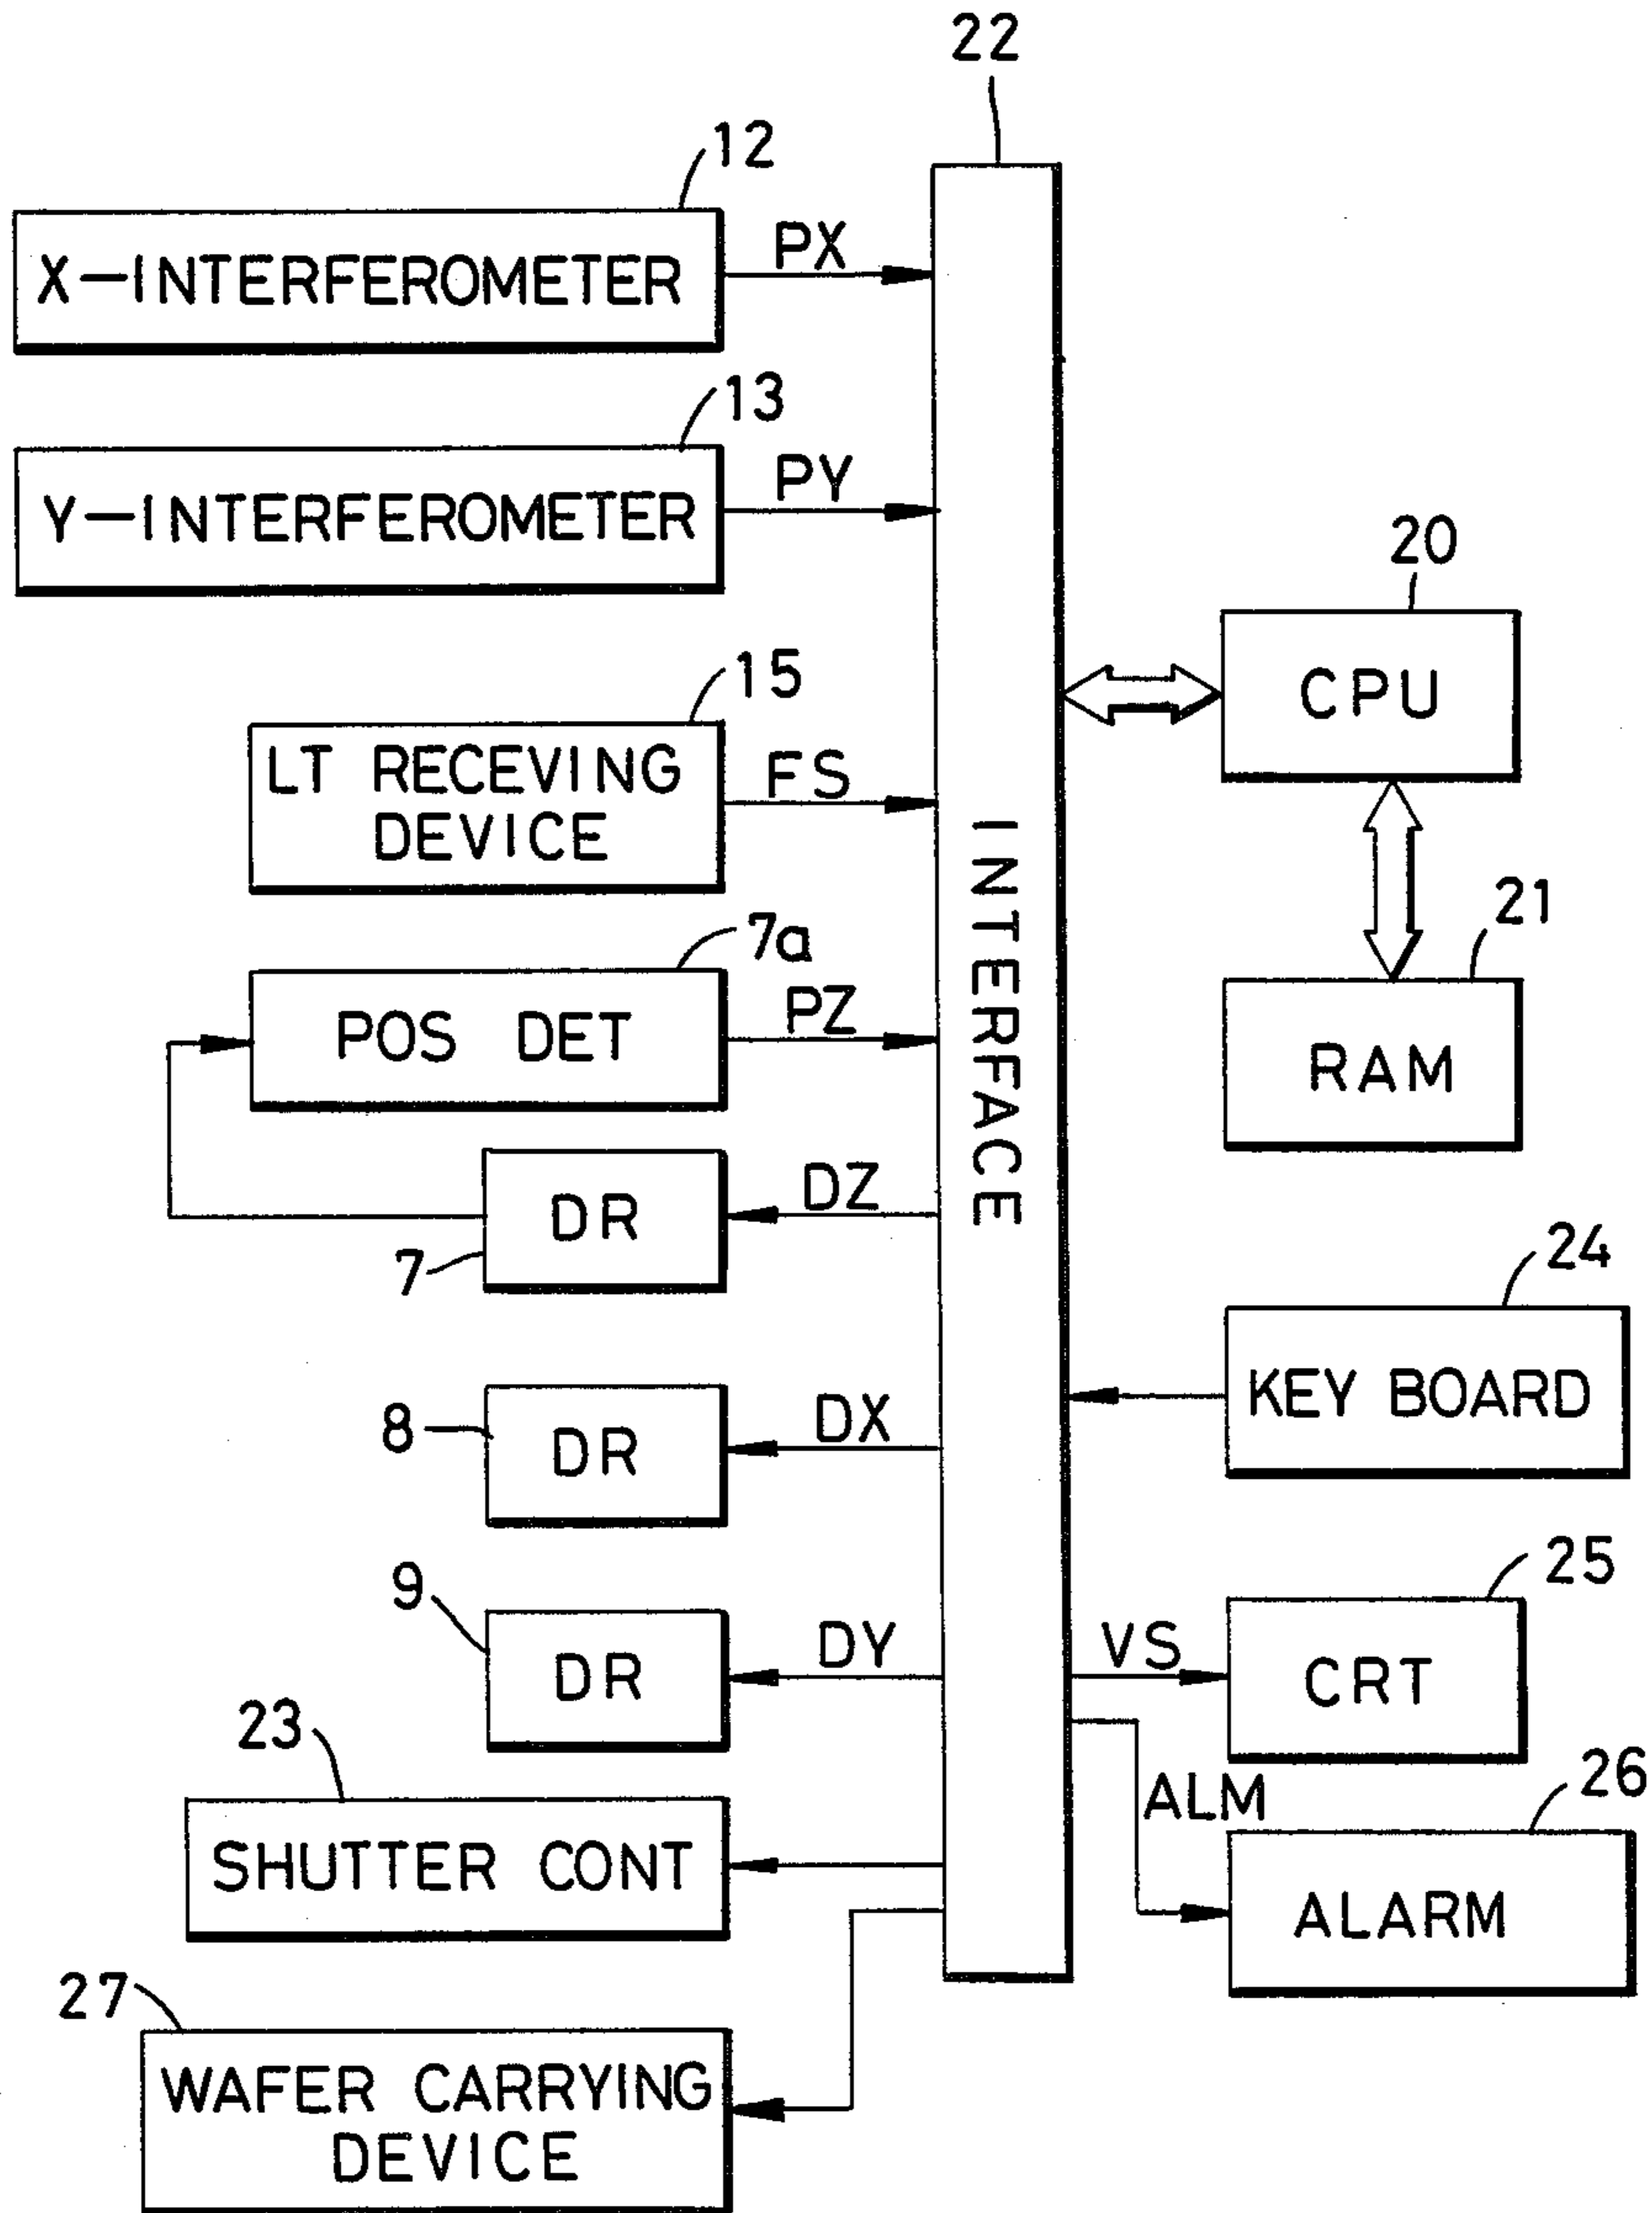 22
12
X-INTERFEROMETER
PX
13
Y-INTERFEROMETER
PY
20
CPU
15
LT RECEVING
DEVICE
FS
INTERFACE
21
RAM
7a
POS DET
PZ
DR
7
DZ
24
KEY BOARD
8
DR
DX
9
DR
DY
25
VS
CRT
23
SHUTTER CONT
ALM
26
ALARM
27
WAFER CARRYING
DEVICE